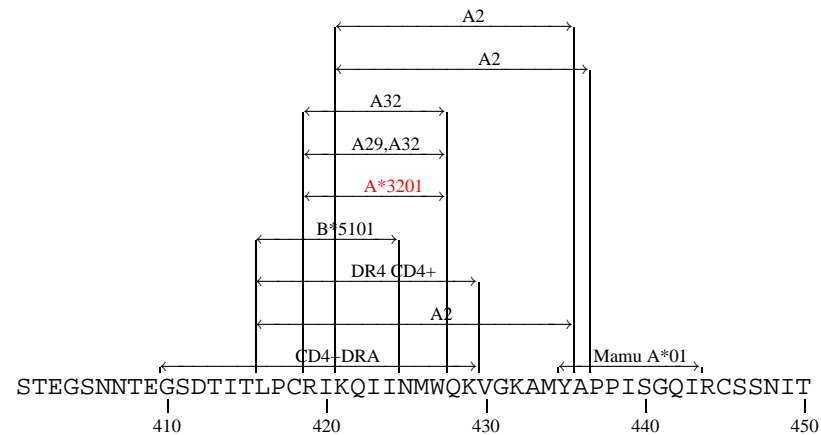 A2
A2
A32
A29,A32
A*3201
B*5101
DR4 CD4+
A2
CD4+DRA Mamu A*01
STEGSNNTEGSDTITLPCRIKQIINMWQKVGKAMYAPPISGQIRCSSNIT
410 420 430 440 450